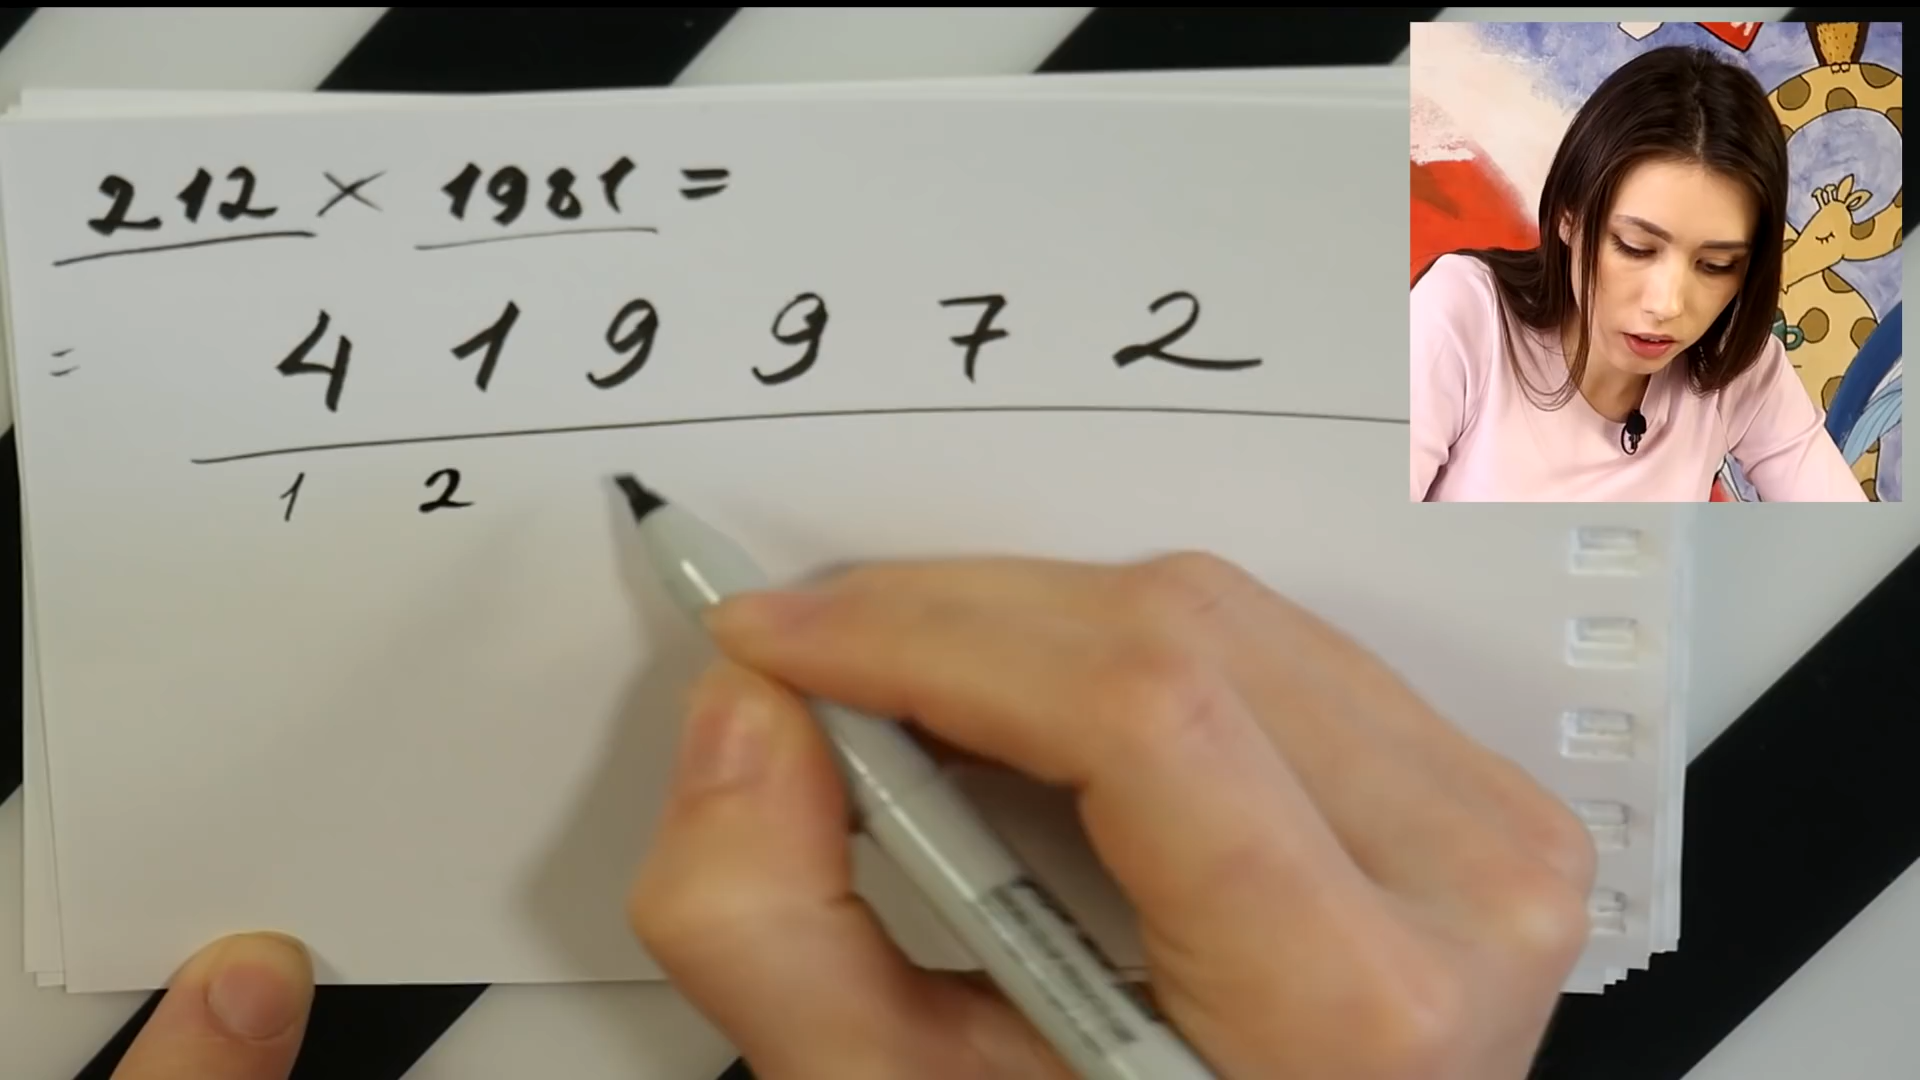 212 × 1981 =
= 4 1 9 9 7 2
1 2